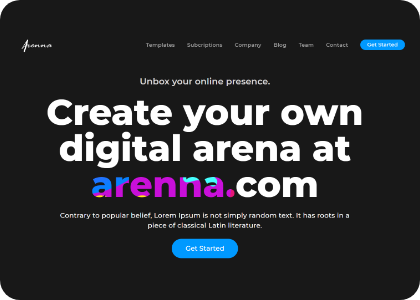 Arenna
Templates Subcriptions Company Blog Team Contact Get Started
Unbox your online presence.
Create your own
digital arena at
arenna.com
Contrary to popular belief, Lorem Ipsum is not simply random text. It has roots in a
piece of classical Latin literature.
Get Started